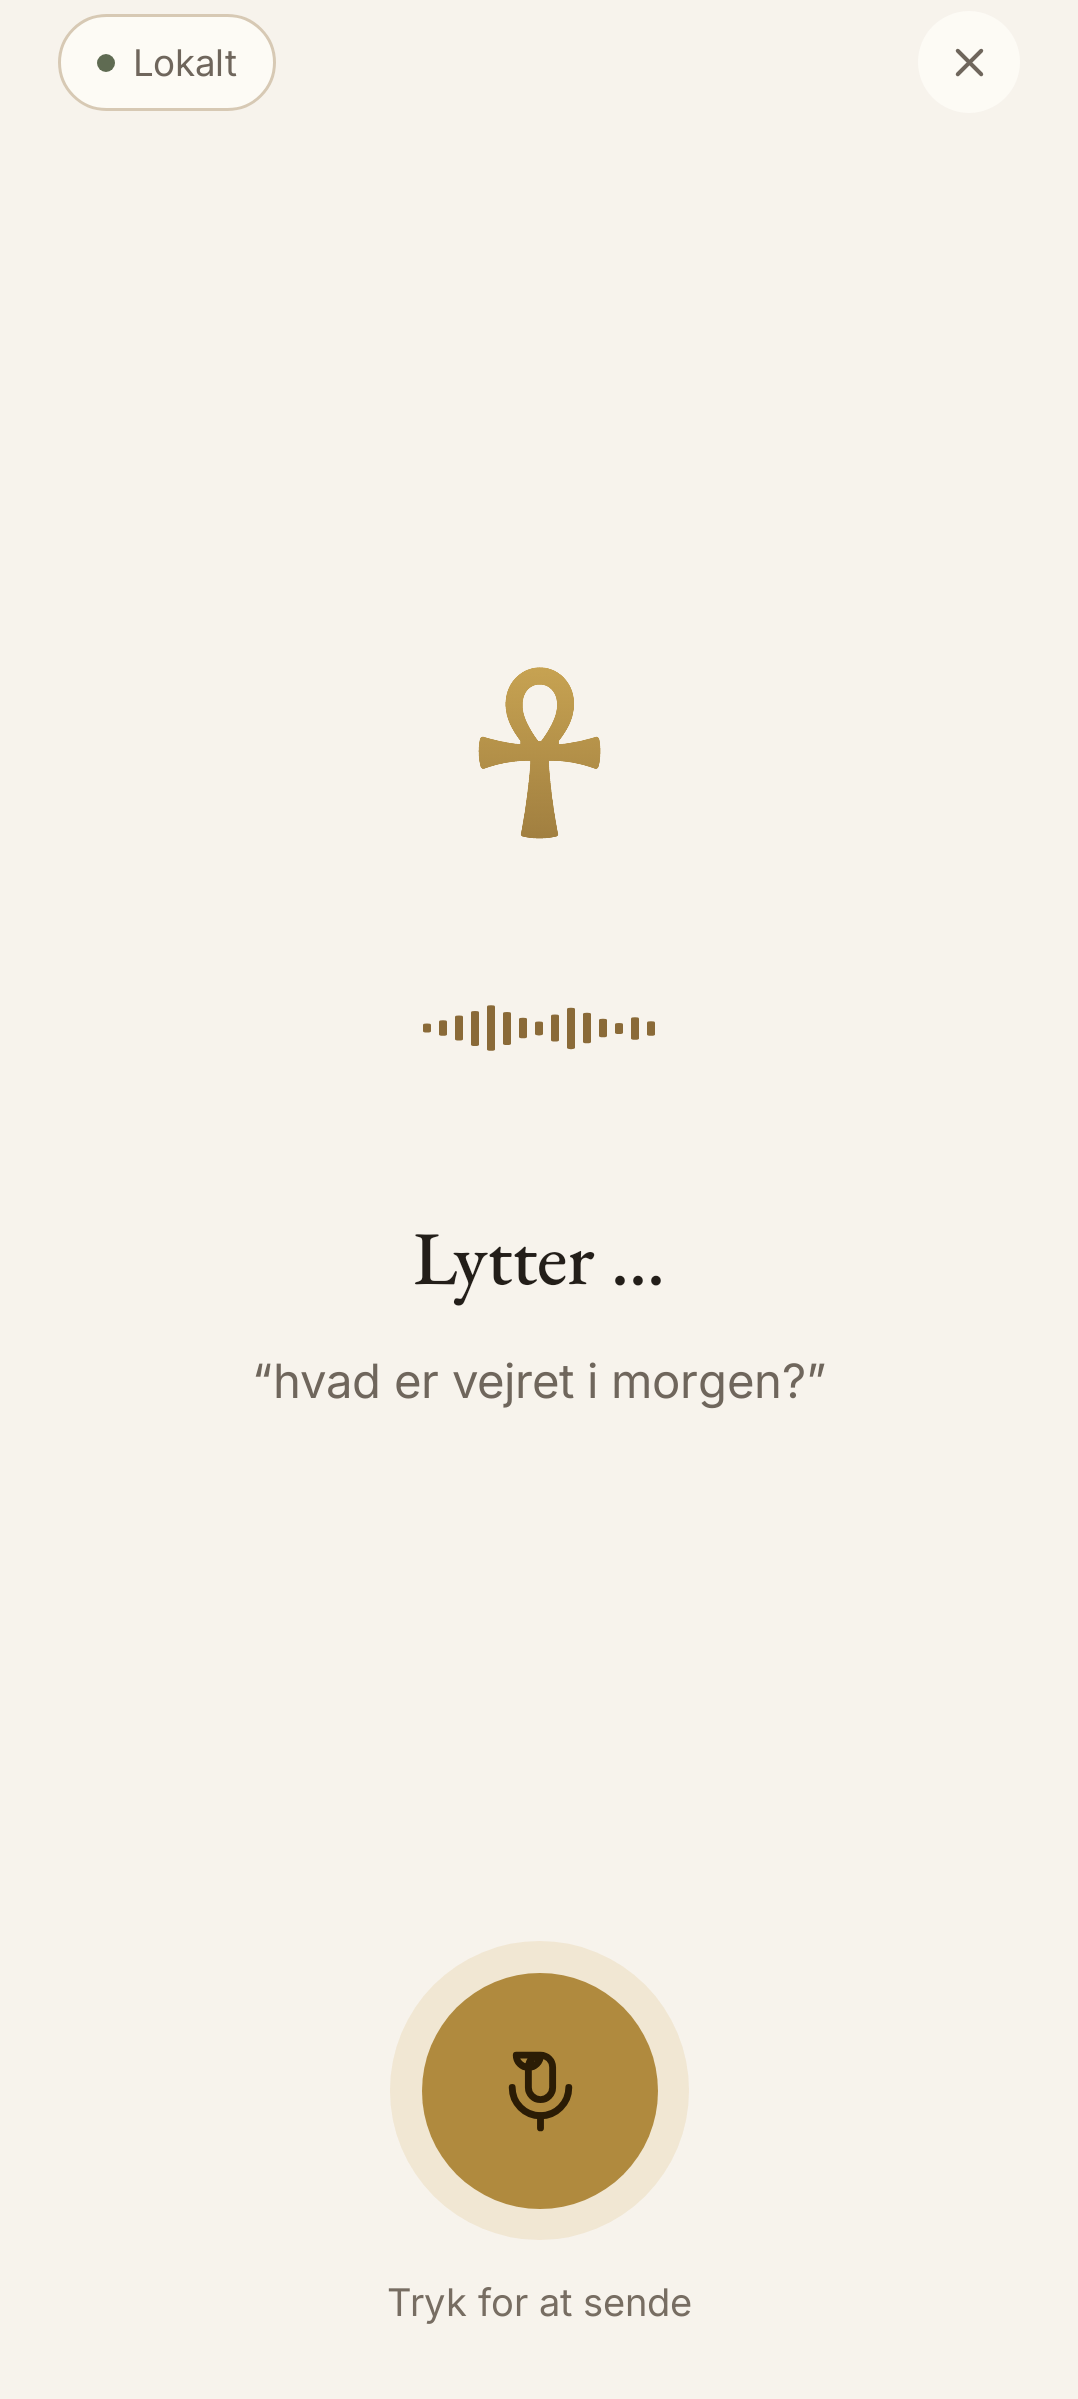 Lokalt
Lytter ...
“hvad er vejret i morgen?”
Tryk for at sende